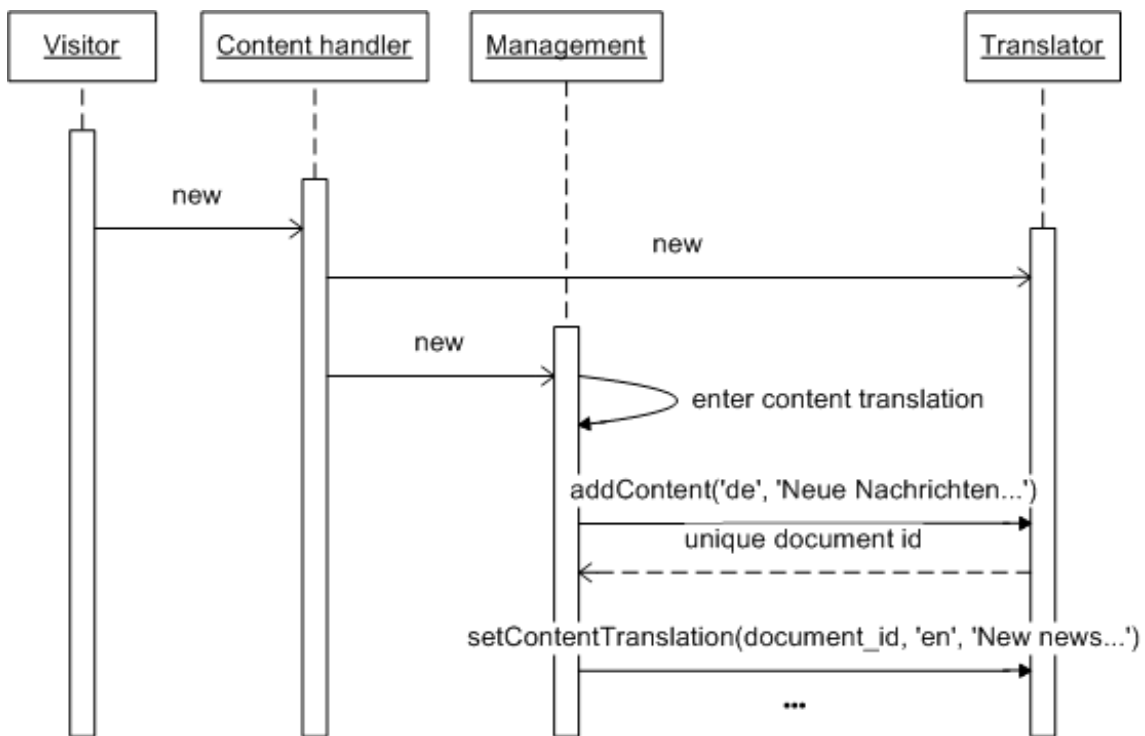 Visitor
Content handler
Management
Translator
new
new
new
enter content translation
addContent('de', 'Neue Nachrichten...')
unique document id
setContentTranslation(document_id, 'en', 'New news...')
...